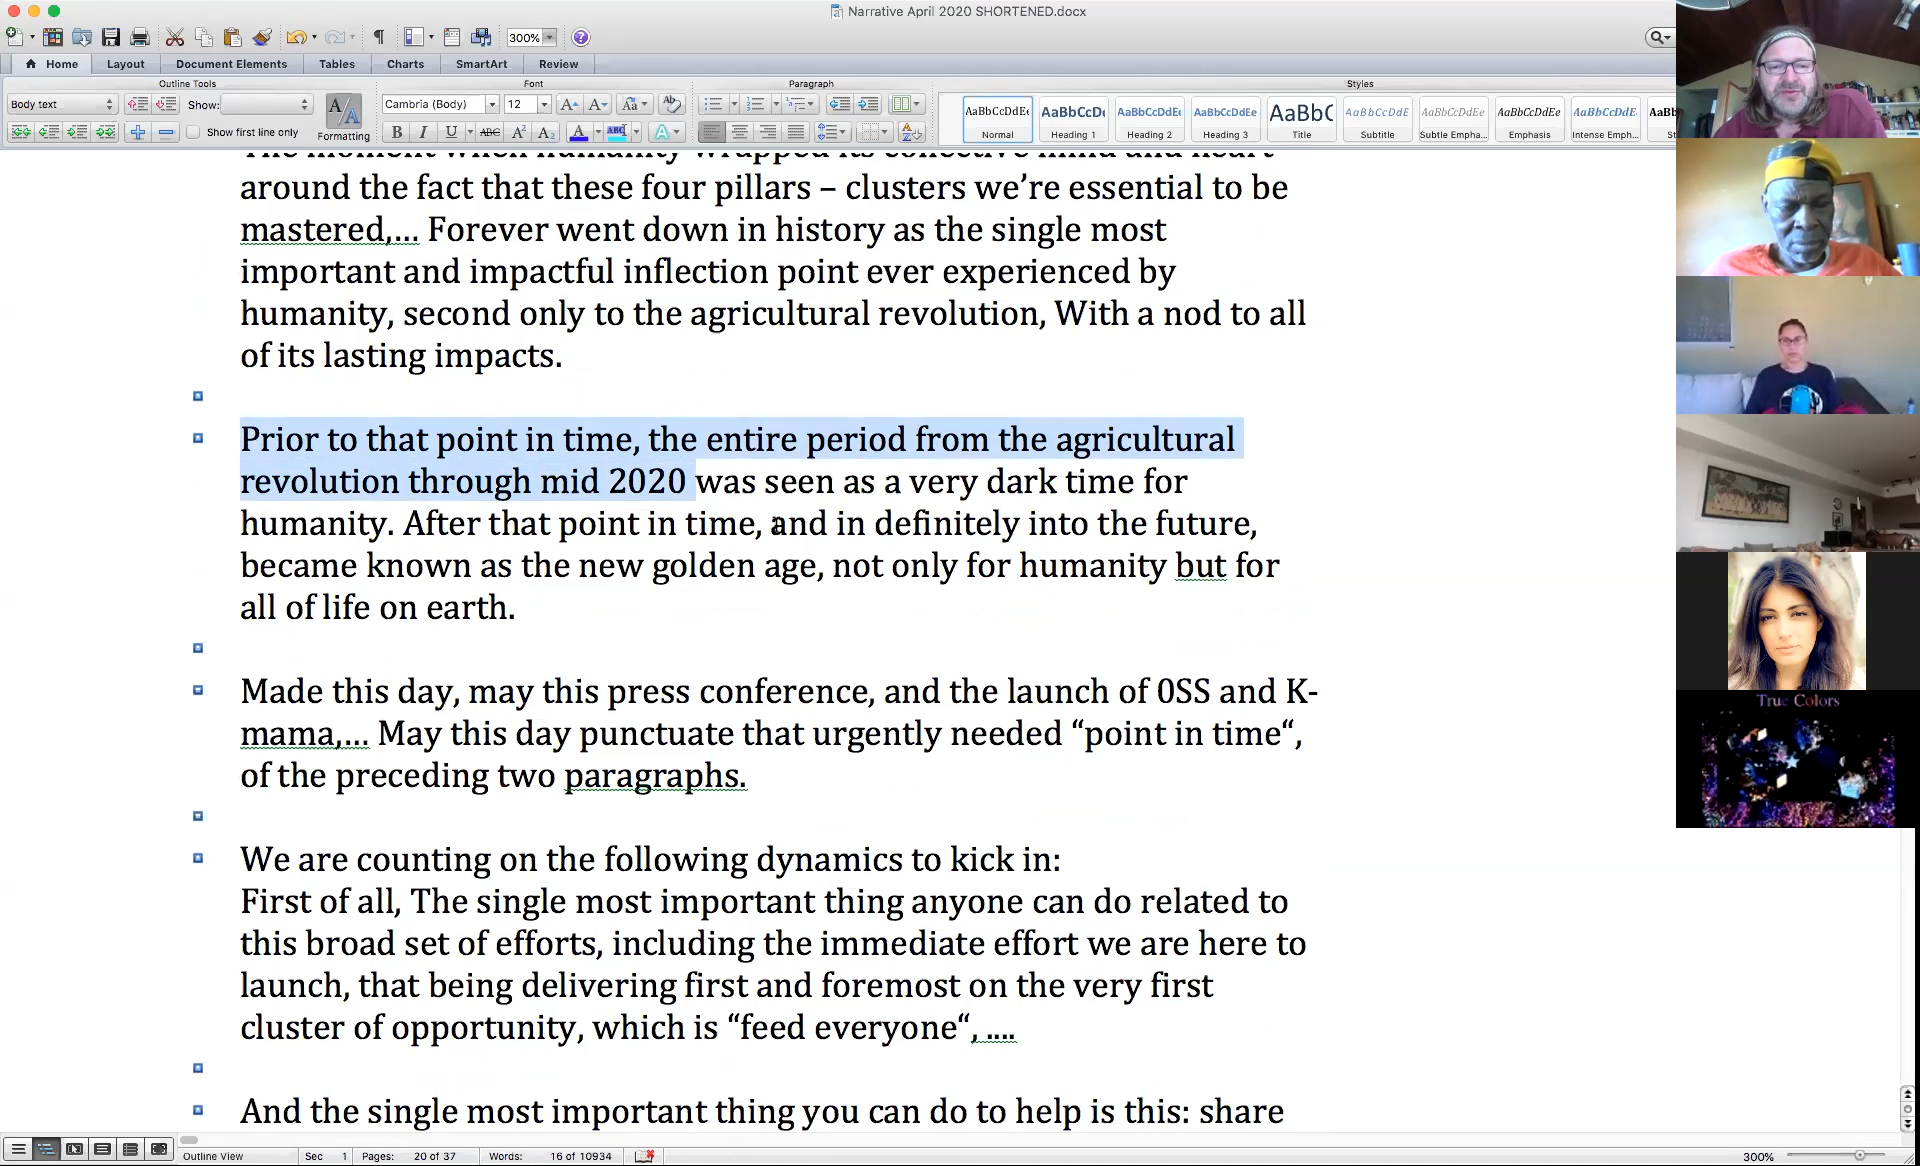 Narrative April 2020 SHORTENED.docx
300%
Home Layout Document Elements Tables Charts SmartArt Review
Outline Tools Font Paragraph Styles
Body text Show: Cambria (Body) 12
Show first line only Formatting
AaBbCcDdEe AaBbCcDd AaBbCcDdEe AaBbCcDdEe AaBbC AaBbCcDdE AaBbCcDdEe AaBbCcDdEe AaBbCcDdEe
Normal Heading 1 Heading 2 Heading 3 Title Subtitle Subtle Empha... Emphasis Intense Emph...
The moment when humanity wrapped its collective mind and heart
around the fact that these four pillars – clusters we’re essential to be
mastered,... Forever went down in history as the single most
important and impactful inflection point ever experienced by
humanity, second only to the agricultural revolution, With a nod to all
of its lasting impacts.
Prior to that point in time, the entire period from the agricultural
revolution through mid 2020 was seen as a very dark time for
humanity. After that point in time, and in definitely into the future,
became known as the new golden age, not only for humanity but for
all of life on earth.
Made this day, may this press conference, and the launch of 0SS and K-
mama,... May this day punctuate that urgently needed “point in time“,
of the preceding two paragraphs.
We are counting on the following dynamics to kick in:
First of all, The single most important thing anyone can do related to
this broad set of efforts, including the immediate effort we are here to
launch, that being delivering first and foremost on the very first
cluster of opportunity, which is “feed everyone“, ....
And the single most important thing you can do to help is this: share
True Colors
Outline View Sec 1 Pages: 20 of 37 Words: 16 of 10934 300%